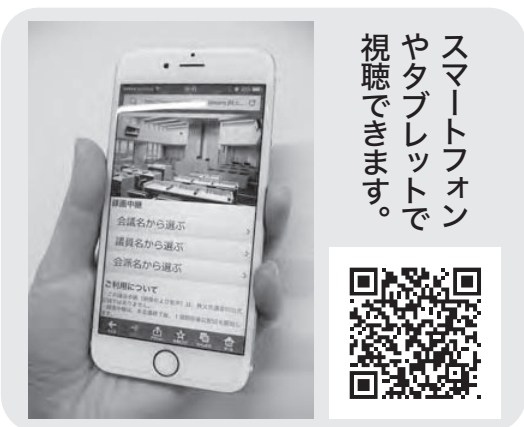 スマートフォン
やタブレットで
視聴できます。
録画中継
会議名から選ぶ
議員名から選ぶ
会派名から選ぶ
ご利用について